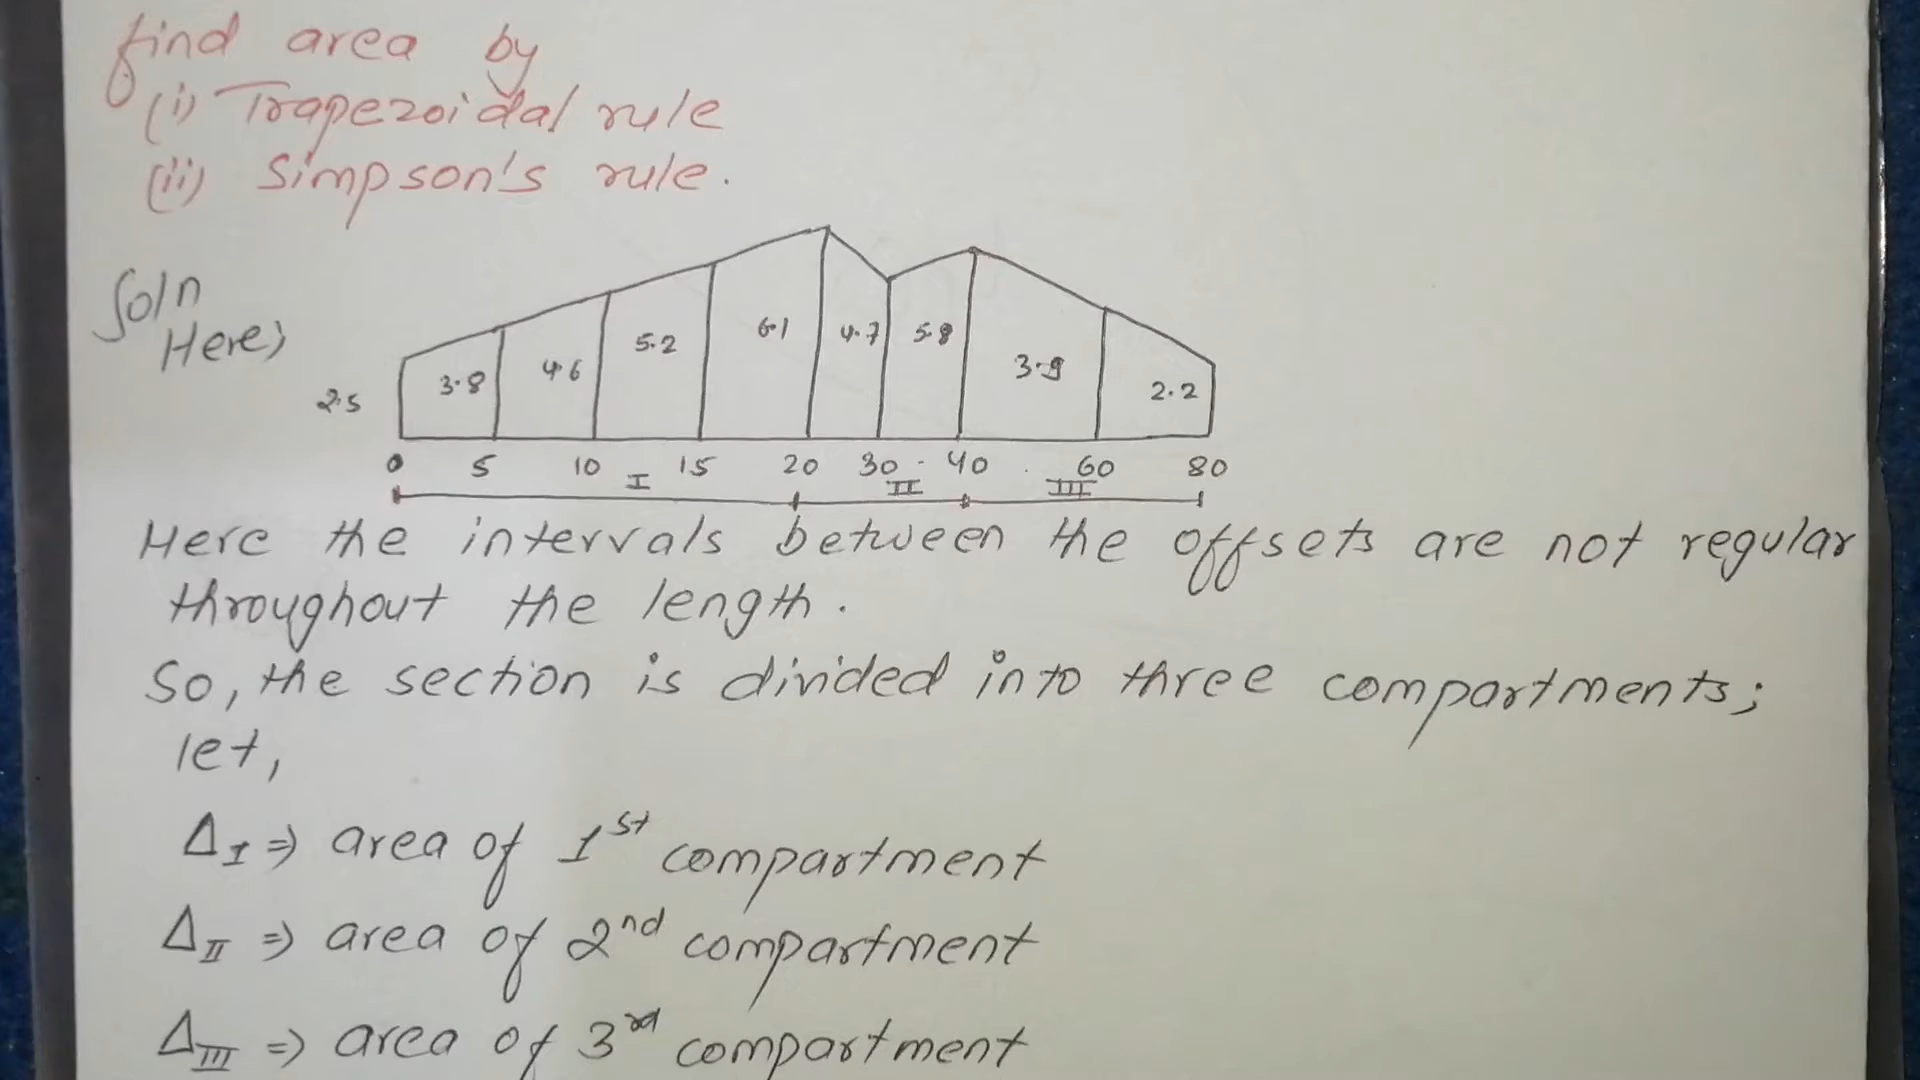 find area by
(i) Trapezoidal rule
(ii) Simpson's rule.
Soln
Here;
2.5 3.8 4.6 5.2 6.1 4.7 5.8 3.9 2.2
0 5 10 15 20 30 40 60 80
I II III
Here the intervals between the offsets are not regular
throughout the length.
So, the section is divided into three compartments;
let,
Δ_I ⇒ area of 1st compartment
Δ_II ⇒ area of 2nd compartment
Δ_III ⇒ area of 3rd compartment